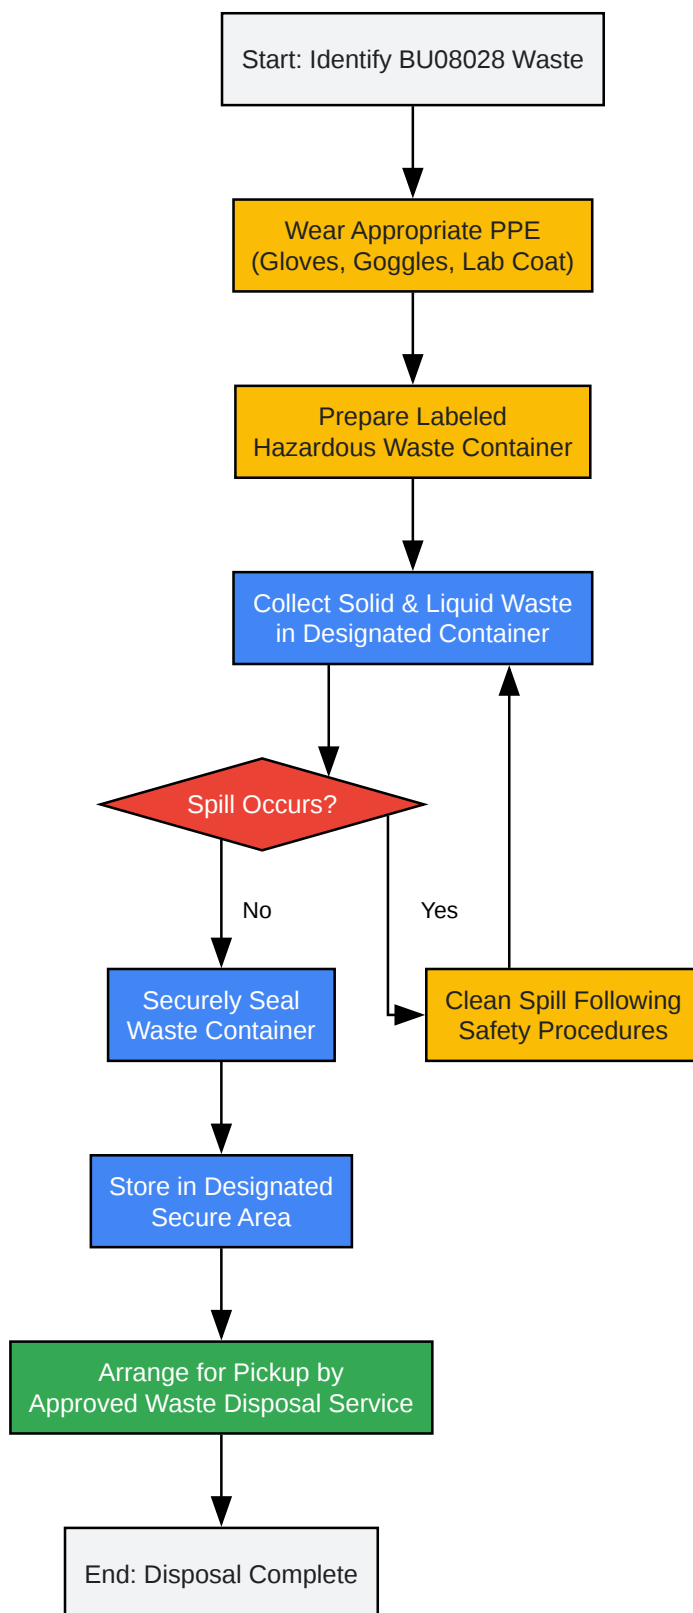 Start: Identify BU08028 Waste
Wear Appropriate PPE
(Gloves, Goggles, Lab Coat)
Prepare Labeled
Hazardous Waste Container
Collect Solid & Liquid Waste
in Designated Container
Spill Occurs?
No
Yes
Securely Seal
Waste Container
Clean Spill Following
Safety Procedures
Store in Designated
Secure Area
Arrange for Pickup by
Approved Waste Disposal Service
End: Disposal Complete